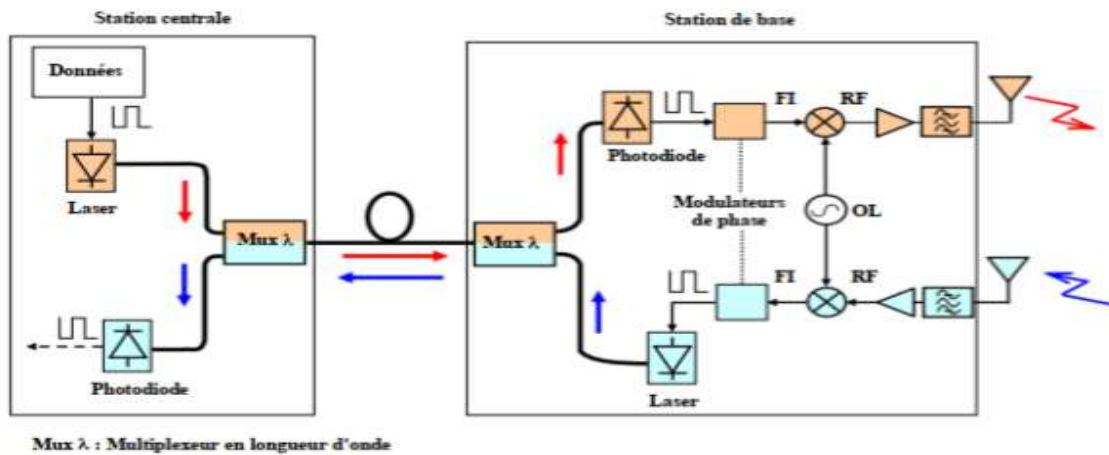 Station centrale
Station de base
Données
Laser
Mux λ
Photodiode
Mux λ
Photodiode
FI
RF
Modulateurs
de phase
OL
FI
RF
Laser
Mux λ : Multiplexeur en longueur d'onde